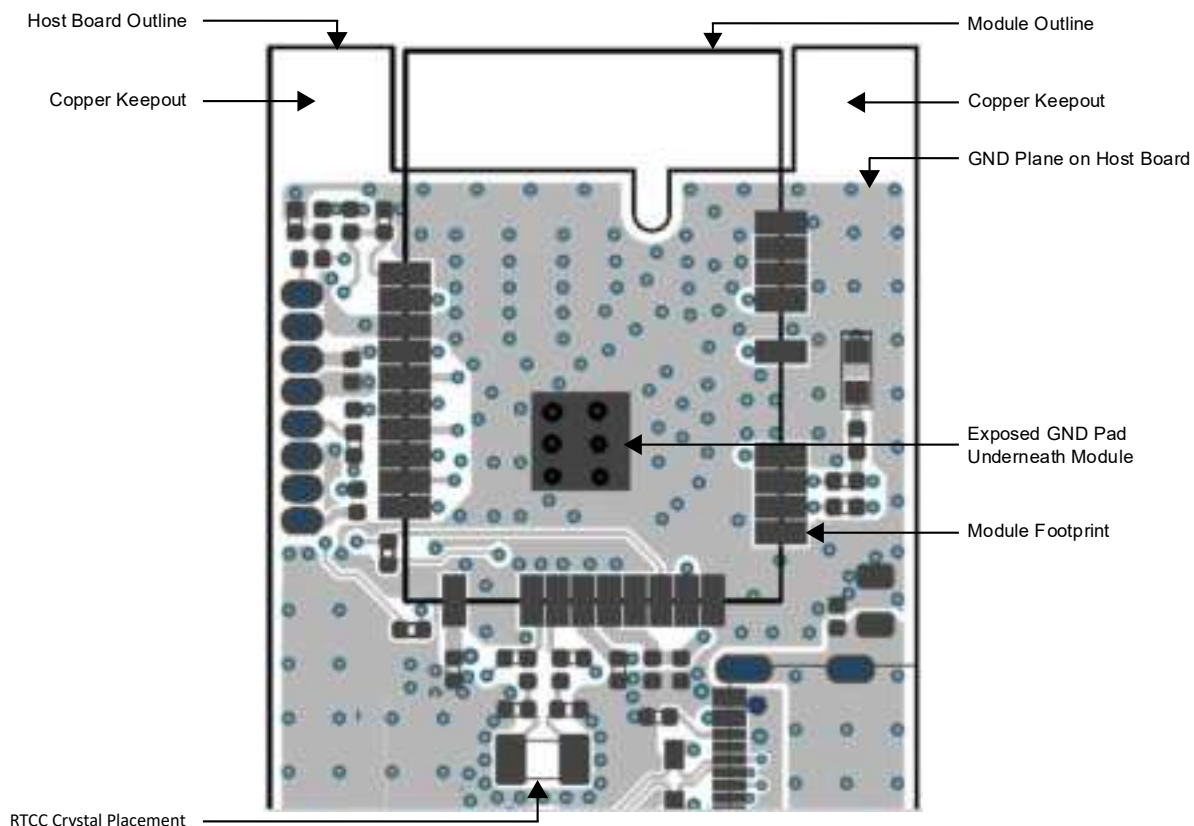 Host Board Outline
Module Outline
Copper Keepout
Copper Keepout
GND Plane on Host Board
Exposed GND Pad
Underneath Module
Module Footprint
RTCC Crystal Placement